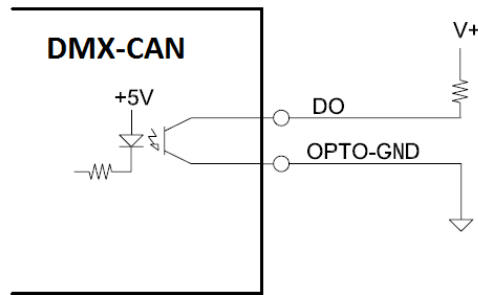 V+
DMX-CAN
+5V
DO
OPTO-GND